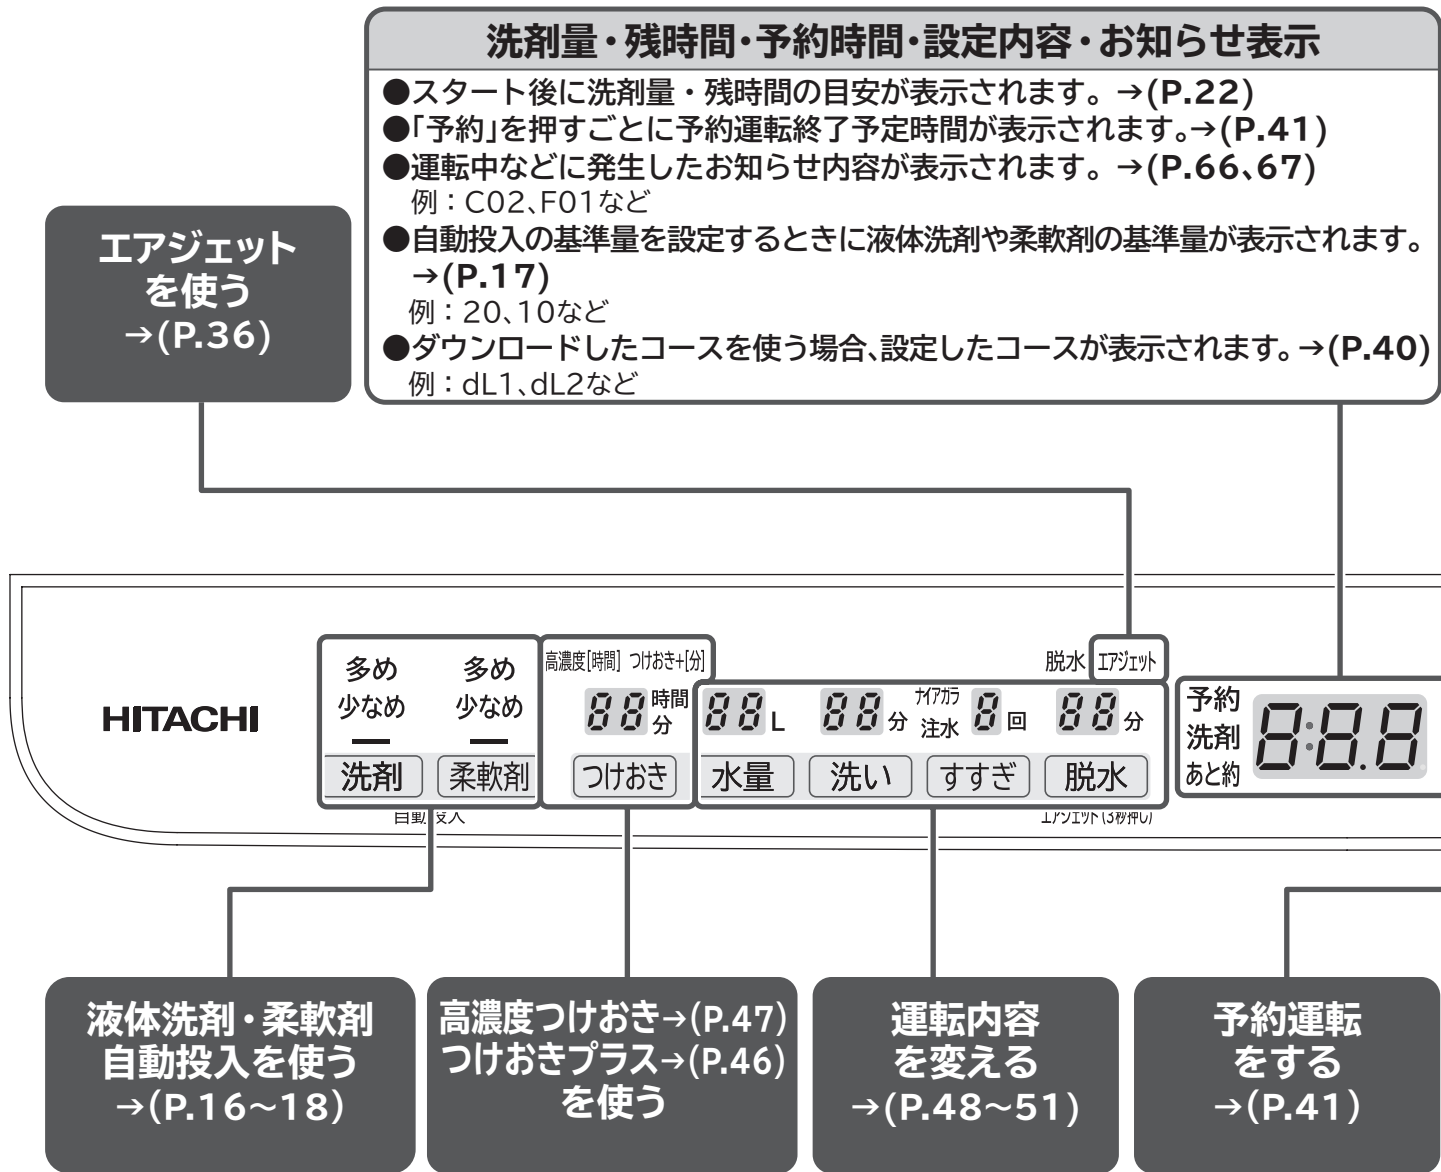 洗剤量・残時間・予約時間・設定内容・お知らせ表示
●スタート後に洗剤量・残時間の目安が表示されます。→(P.22)
●「予約」を押すごとに予約運転終了予定時間が表示されます。→(P.41)
●運転中などに発生したお知らせ内容が表示されます。→(P.66、67)
例：C02、F01など
●自動投入の基準量を設定するときに液体洗剤や柔軟剤の基準量が表示されます。
→(P.17)
例：20、10など
●ダウンロードしたコースを使う場合、設定したコースが表示されます。→(P.40)
例：dL1、dL2など
エアジェット
を使う
→(P.36)
HITACHI
多め 多め
少なめ 少なめ
洗剤 柔軟剤
自動投入
高濃度[時間] つけおき+[分]
88 時間
分
つけおき
脱水 エアジェット
88 L 88 分 ナイアガラ 注水 8 回 88 分
水量 洗い すすぎ 脱水
エアジェット(3秒押し)
予約
洗剤
あと約
8:8.8
液体洗剤・柔軟剤
自動投入を使う
→(P.16~18)
高濃度つけおき→(P.47)
つけおきプラス→(P.46)
を使う
運転内容
を変える
→(P.48~51)
予約運転
をする
→(P.41)